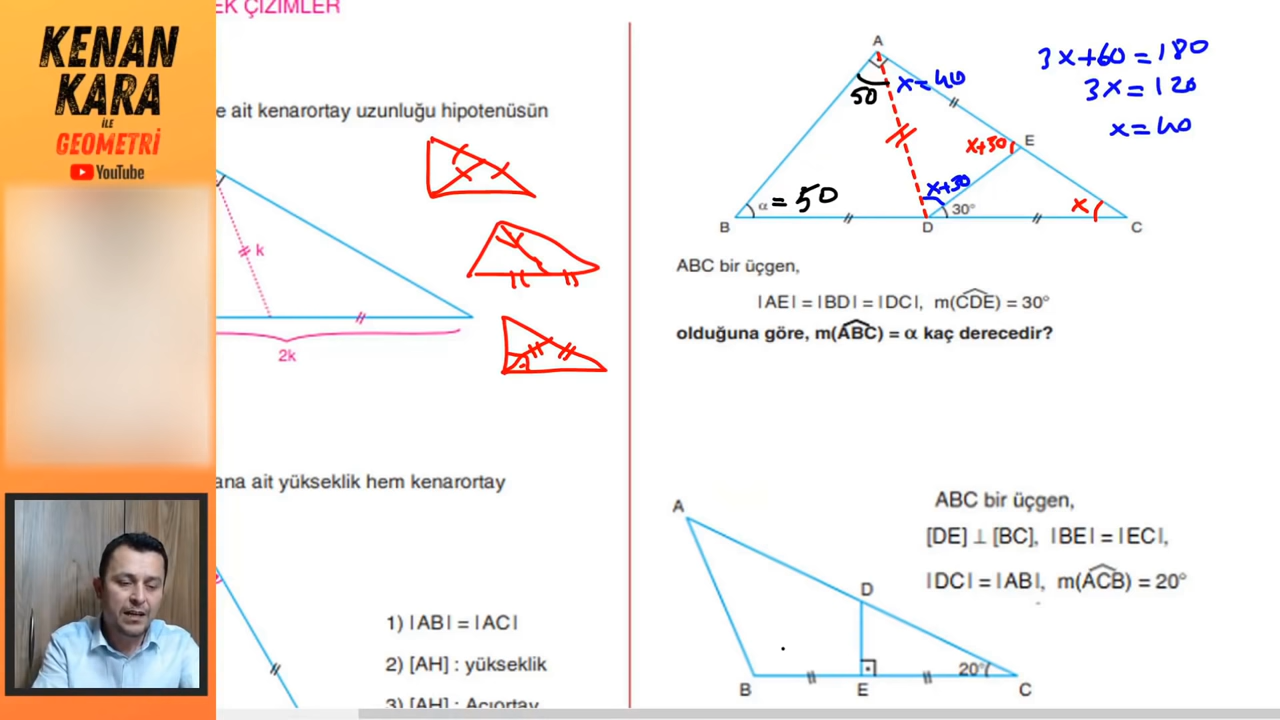 KENAN
KARA
İLE
GEOMETRİ
YouTube
EK ÇİZİMLER
e ait kenarortay uzunluğu hipotenüsün
k
2k
ana ait yükseklik hem kenarortay
1) |AB| = |AC|
2) [AH] : yükseklik
3) [AH] : Açıortay
A
50
x=40
x+30
E
x+30
α = 50
30°
x
B
D
C
3x+60=180
3x=120
x=40
ABC bir üçgen,
|AE| = |BD| = |DC|, m(CDE) = 30°
olduğuna göre, m(ABC) = α kaç derecedir?
A
D
20°
B
E
C
ABC bir üçgen,
[DE] ⊥ [BC], |BE| = |EC|,
|DC| = |AB|, m(ACB) = 20°